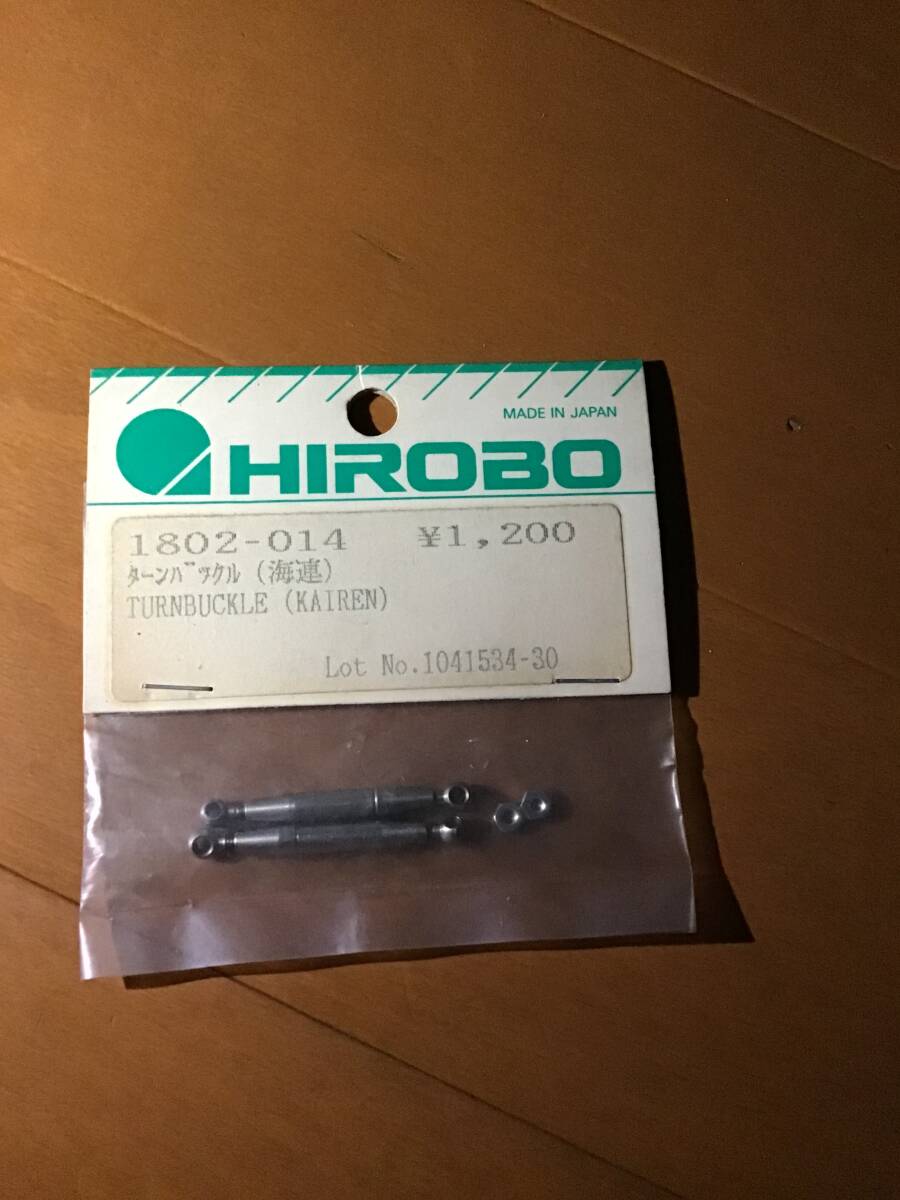 MADE IN JAPAN
HIROBO
1802-014 ¥1,200
ﾀｰﾝﾊﾞｯｸﾙ (海連)
TURNBUCKLE (KAIREN)
Lot No.1041534-30